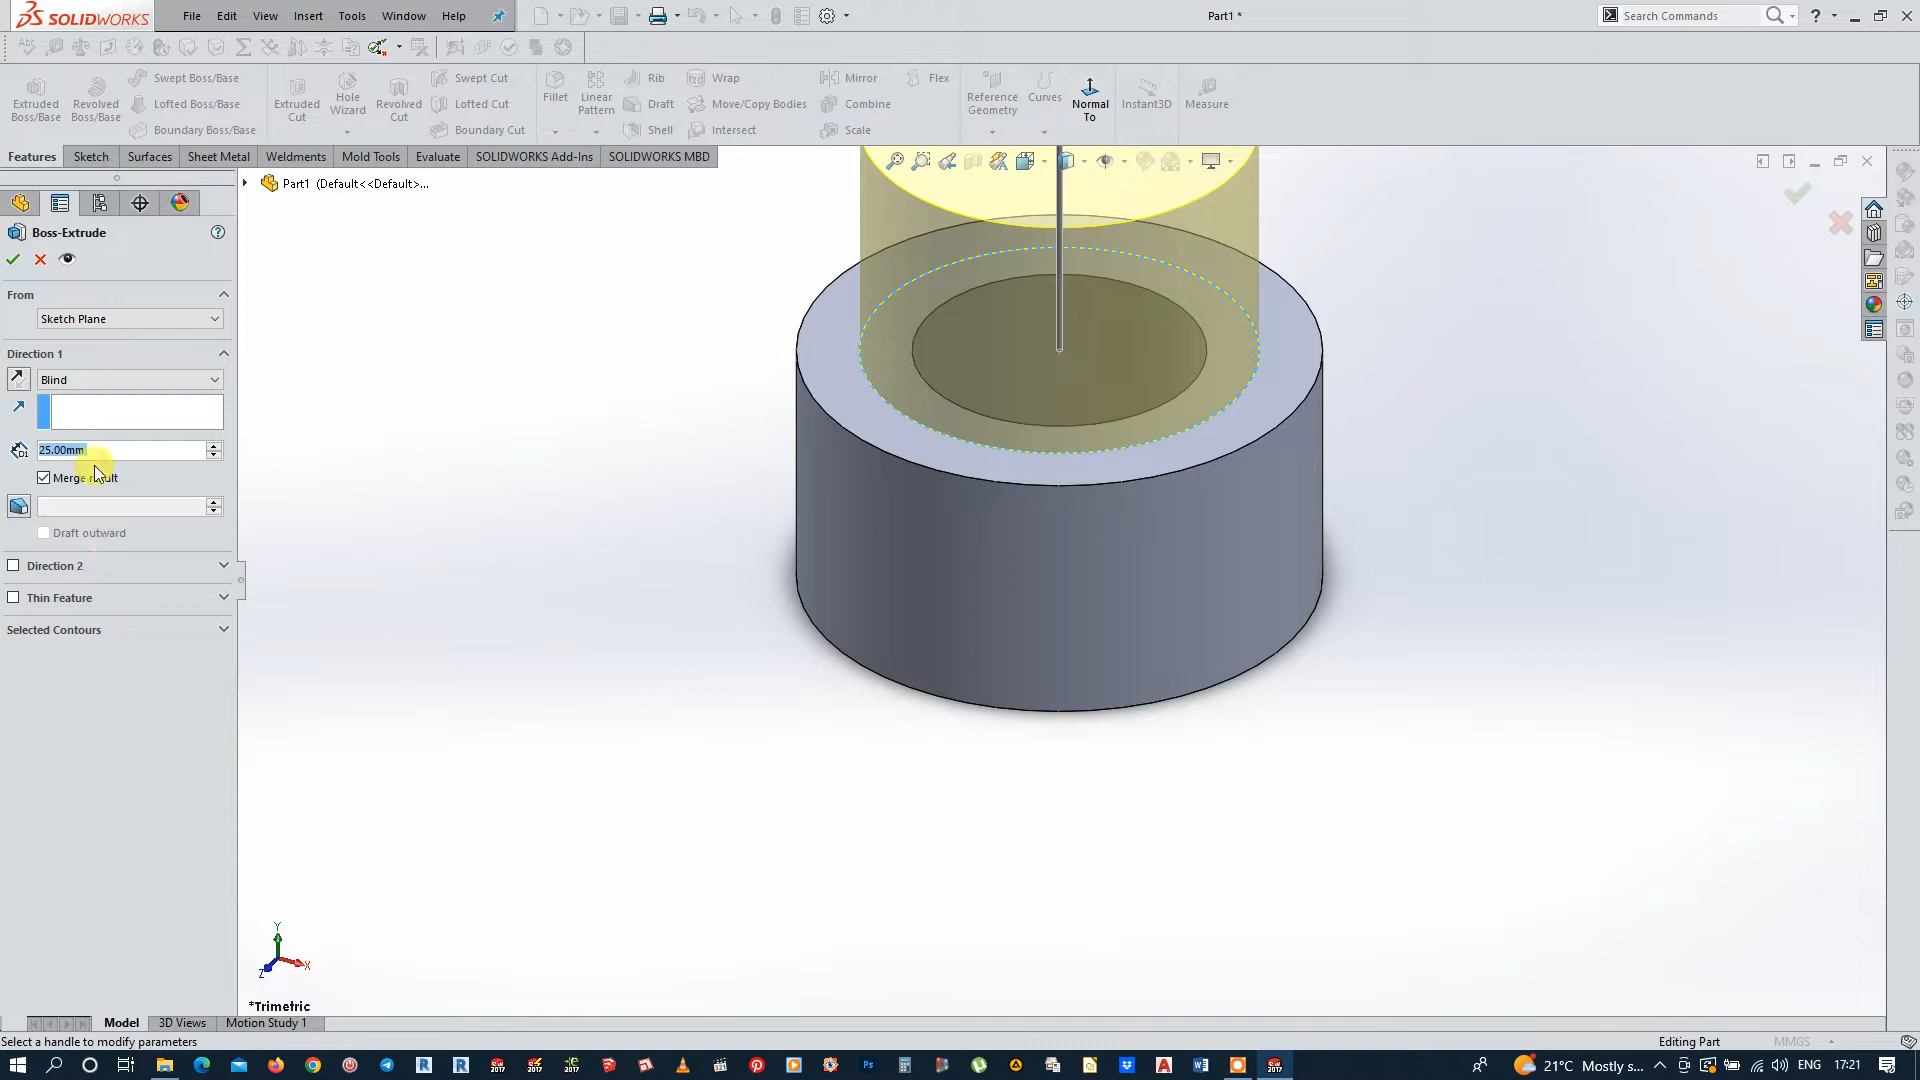 SOLIDWORKS File Edit View Insert Tools Window Help Part1 * Search Commands ?
Extruded Boss/Base
Revolved Boss/Base
Swept Boss/Base
Lofted Boss/Base
Boundary Boss/Base
Extruded Cut
Hole Wizard
Revolved Cut
Swept Cut
Lofted Cut
Boundary Cut
Fillet
Linear Pattern
Rib
Draft
Shell
Wrap
Move/Copy Bodies
Intersect
Mirror
Combine
Scale
Flex
Reference Geometry
Curves
Normal To
Instant3D
Measure
Features Sketch Surfaces Sheet Metal Weldments Mold Tools Evaluate SOLIDWORKS Add-Ins SOLIDWORKS MBD
Part1 (Default<<Default>...
Boss-Extrude
From
Sketch Plane
Direction 1
Blind
D1 25.00mm
Draft outward
Direction 2
Thin Feature
Selected Contours
Y
X
Z
*Trimetric
Model 3D Views Motion Study 1
Select a handle to modify parameters Editing Part MMGS
21°C Mostly s... ENG 17:21